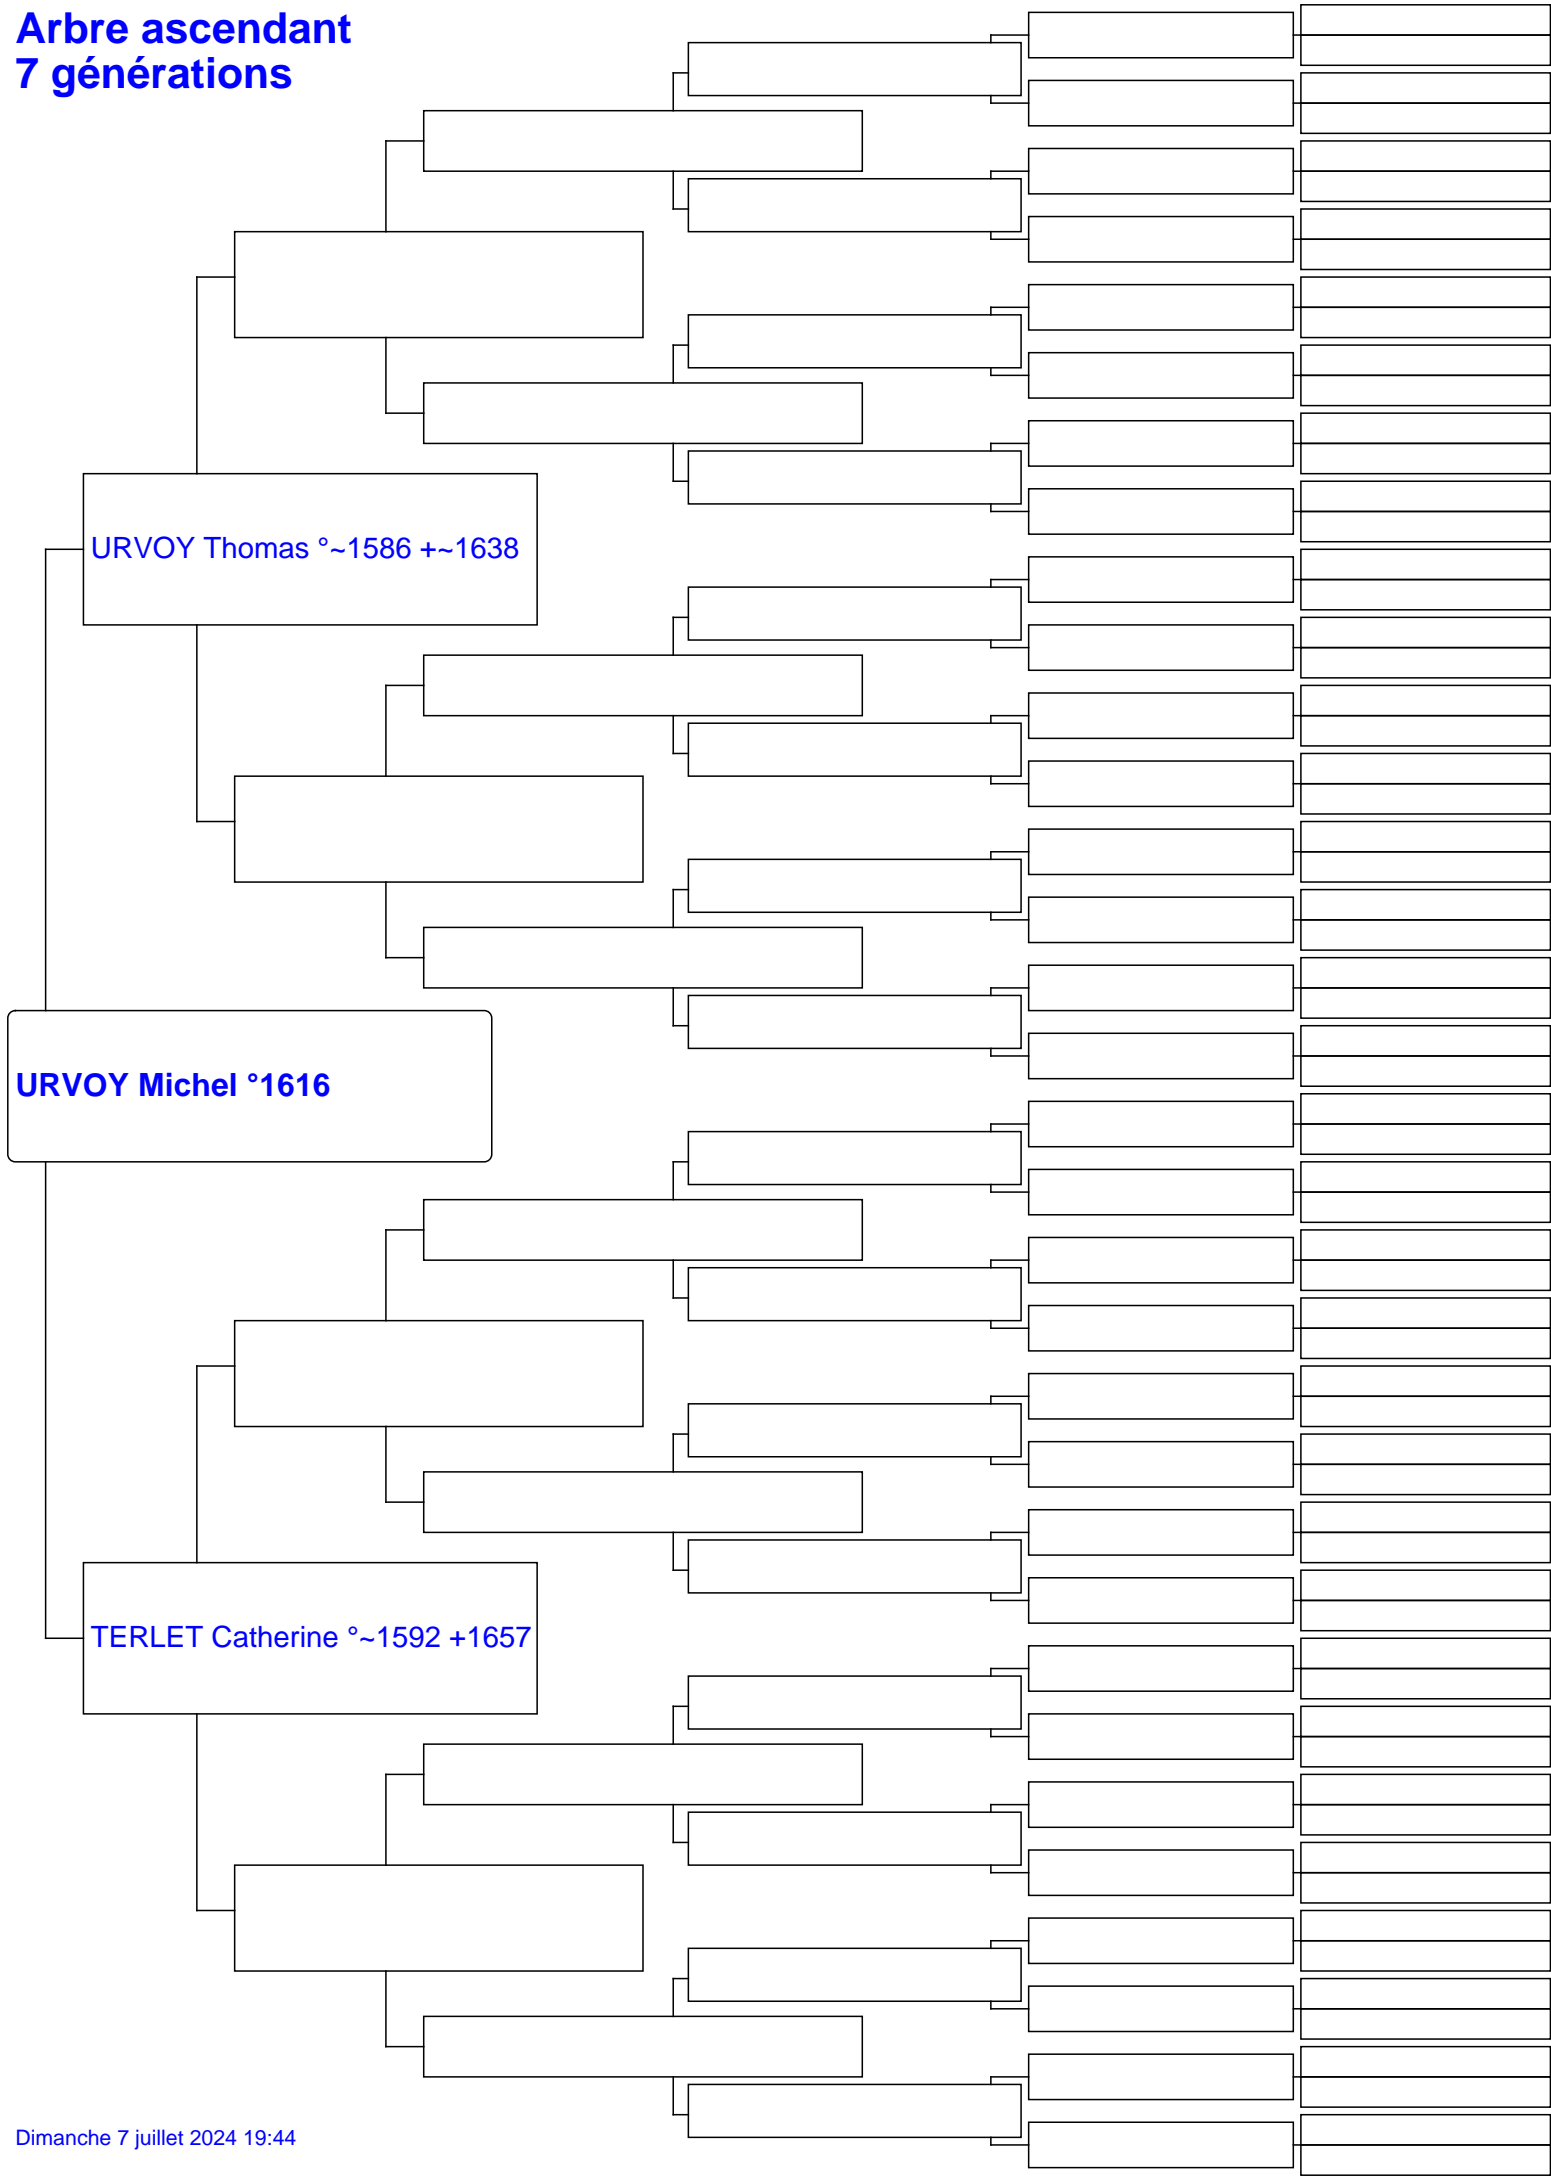 Arbre ascendant
7 générations
URVOY Thomas °~1586 +~1638
URVOY Michel °1616
TERLET Catherine °~1592 +1657
Dimanche 7 juillet 2024 19:44